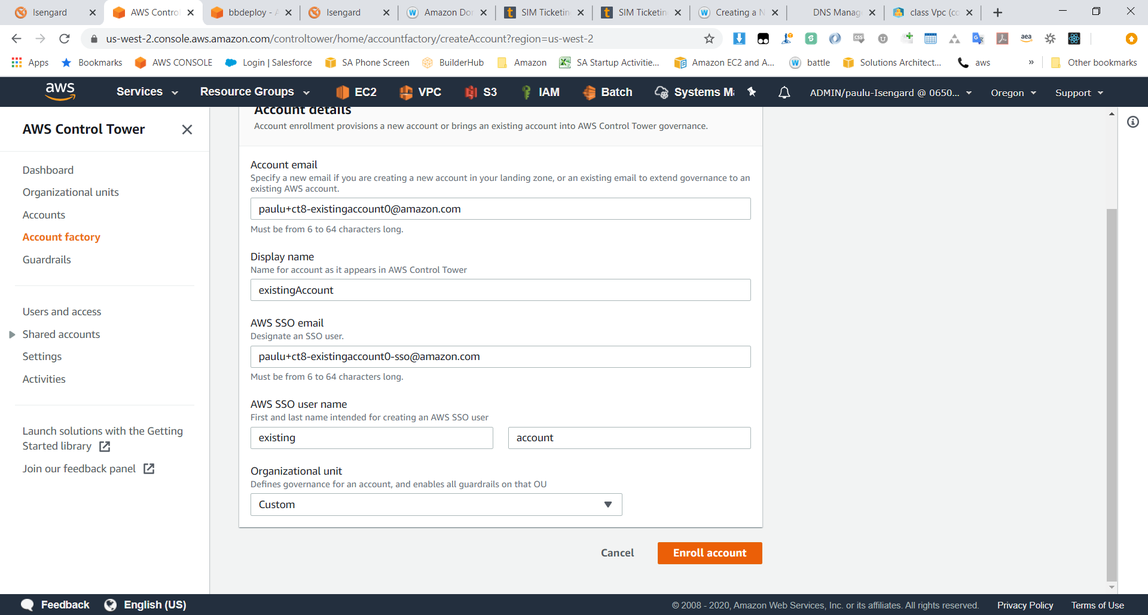 Isengard
AWS Contro
bbdeploy - A
Isengard
Amazon Do
SIM Ticketin
SIM Ticketin
Creating a N
DNS Manag
class Vpc (co
us-west-2.console.aws.amazon.com/controltower/home/accountfactory/createAccount?region=us-west-2
Apps
Bookmarks
AWS CONSOLE
Login | Salesforce
SA Phone Screen
BuilderHub
Amazon
SA Startup Activitie...
Amazon EC2 and A...
battle
Solutions Architect...
aws
»
Other bookmarks
aws
Services
Resource Groups
EC2
VPC
S3
IAM
Batch
Systems M
ADMIN/paulu-Isengard @ 0650...
Oregon
Support
AWS Control Tower
Dashboard
Organizational units
Accounts
Account factory
Guardrails
Users and access
Shared accounts
Settings
Activities
Launch solutions with the Getting
Started library
Join our feedback panel
Account details
Account enrollment provisions a new account or brings an existing account into AWS Control Tower governance.
Account email
Specify a new email if you are creating a new account in your landing zone, or an existing email to extend governance to an
existing AWS account.
paulu+ct8-existingaccount0@amazon.com
Must be from 6 to 64 characters long.
Display name
Name for account as it appears in AWS Control Tower
existingAccount
AWS SSO email
Designate an SSO user.
paulu+ct8-existingaccount0-sso@amazon.com
Must be from 6 to 64 characters long.
AWS SSO user name
First and last name intended for creating an AWS SSO user
existing
account
Organizational unit
Defines governance for an account, and enables all guardrails on that OU
Custom
Cancel
Enroll account
Feedback
English (US)
© 2008 - 2020, Amazon Web Services, Inc. or its affiliates. All rights reserved.
Privacy Policy
Terms of Use